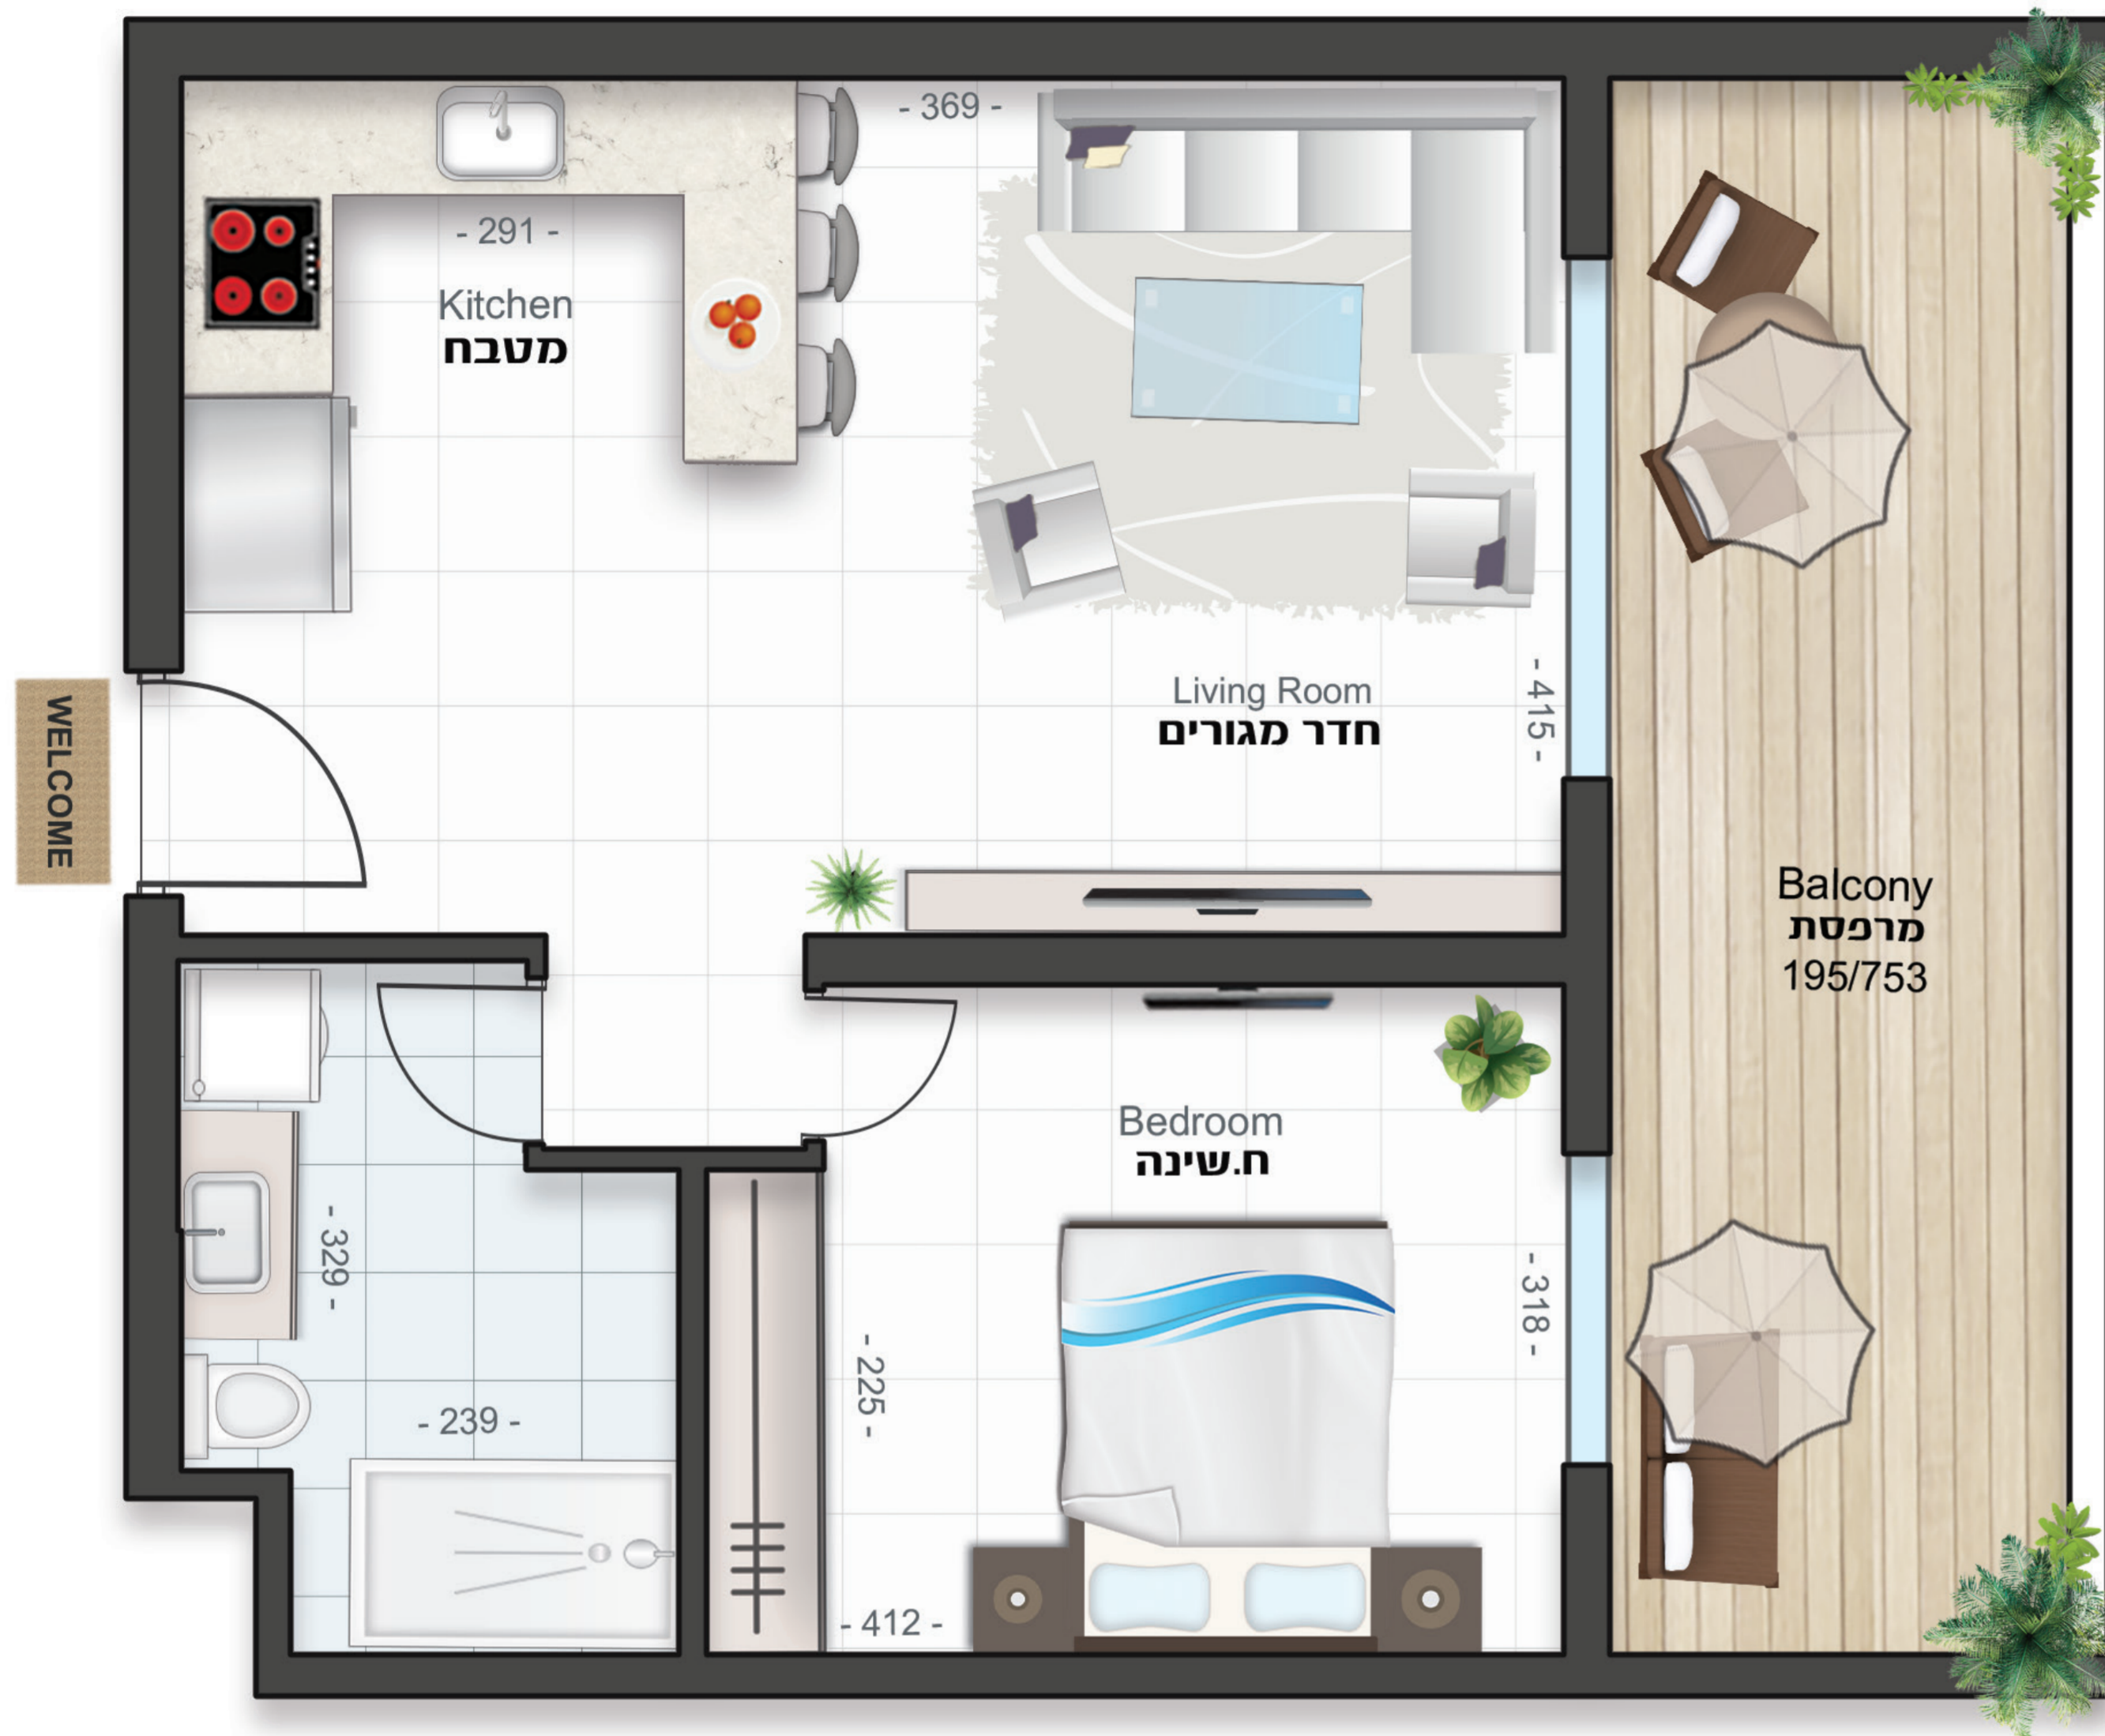 - 369 -
- 291 -
Kitchen
מטבח
WELCOME
Living Room
חדר מגורים
- 415 -
Balcony
מרפסת
195/753
Bedroom
ח.שינה
- 329 -
- 239 -
- 225 -
- 318 -
- 412 -